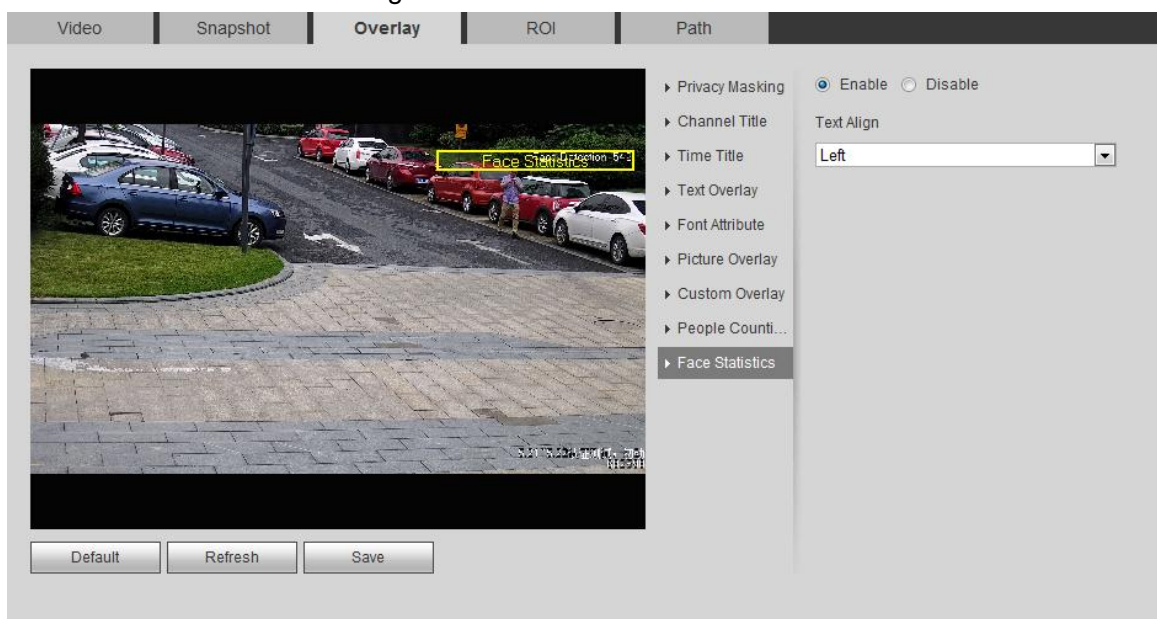 Video Snapshot Overlay ROI Path
Privacy Masking
Enable Disable
Channel Title
Text Align
Time Title
Left
Text Overlay
Face Statistics
Font Attribute
Picture Overlay
Custom Overlay
People Counti...
Face Statistics
Default Refresh Save